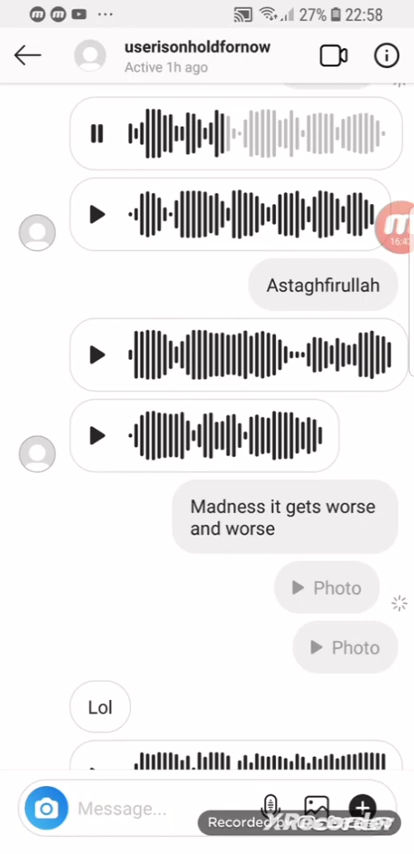 27% 22:58
userisonholdfornow
Active 1h ago
16:4
Astaghfirullah
Madness it gets worse
and worse
Photo
Photo
Lol
Message...
Recorded by
XRecorder